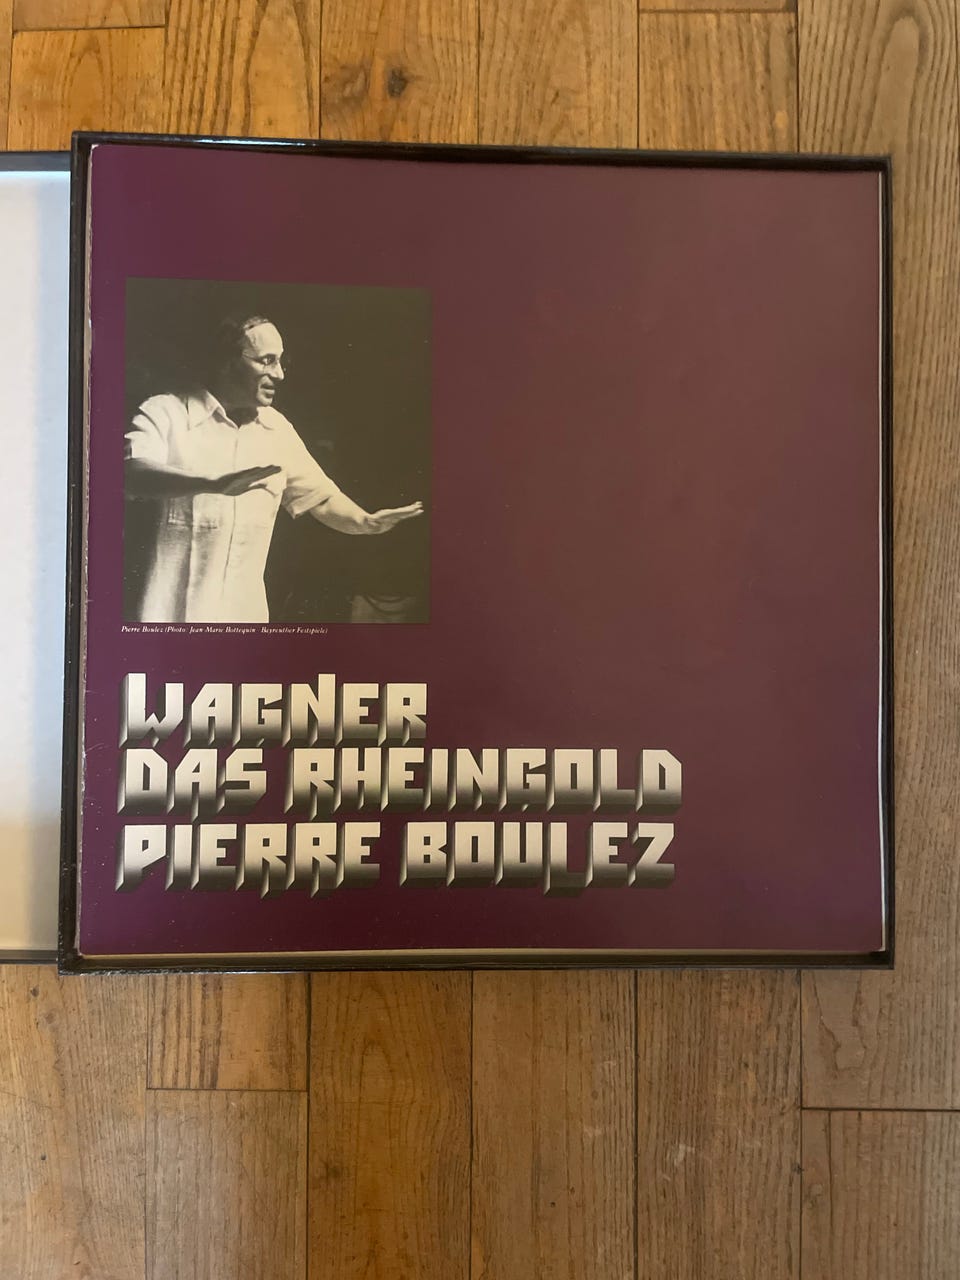 Pierre Boulez (Photo: Jean-Marie Bottequin - Bayreuther Festspiele)
WAGNER
DAS RHEINGOLD
PIERRE BOULEZ